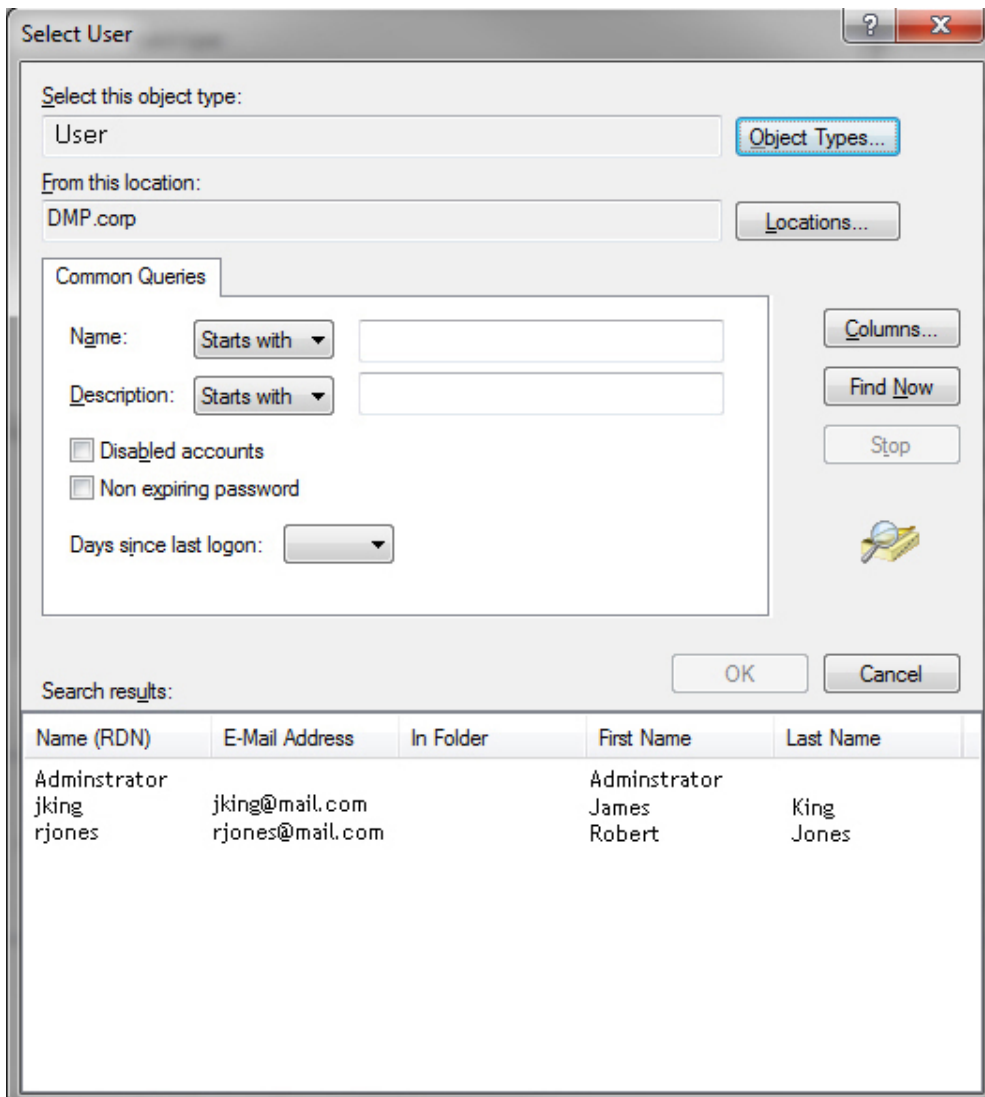 Select User
?
X
Select this object type:
User
Object Types...
From this location:
DMP.corp
Locations...
Common Queries
Name: Starts with
Columns...
Description: Starts with
Find Now
Disabled accounts
Stop
Non expiring password
Days since last logon:
OK Cancel
Search results:
Name (RDN) E-Mail Address In Folder First Name Last Name
Adminstrator Adminstrator
jking jking@mail.com James King
rjones rjones@mail.com Robert Jones